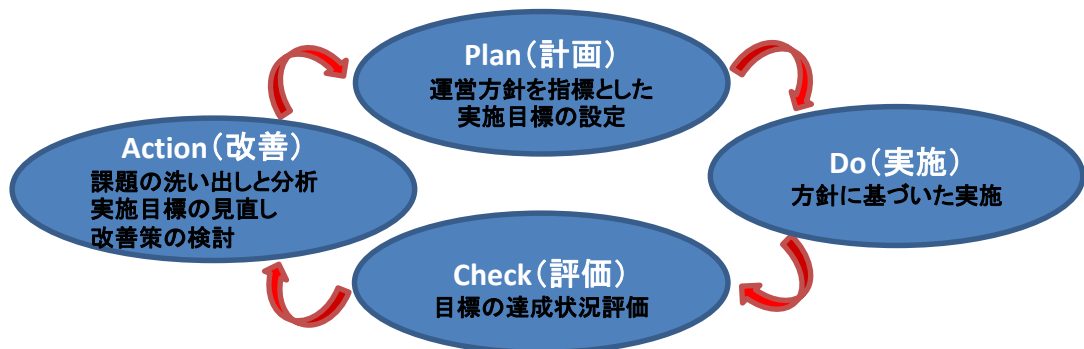 Plan（計画）
運営方針を指標とした
実施目標の設定
Do（実施）
方針に基づいた実施
Check（評価）
目標の達成状況評価
Action（改善）
課題の洗い出しと分析
実施目標の見直し
改善策の検討